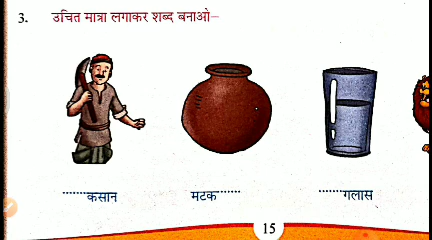 3. उचित मात्रा लगाकर शब्द बनाओ–
........कसान मटक....... ........गलास
15